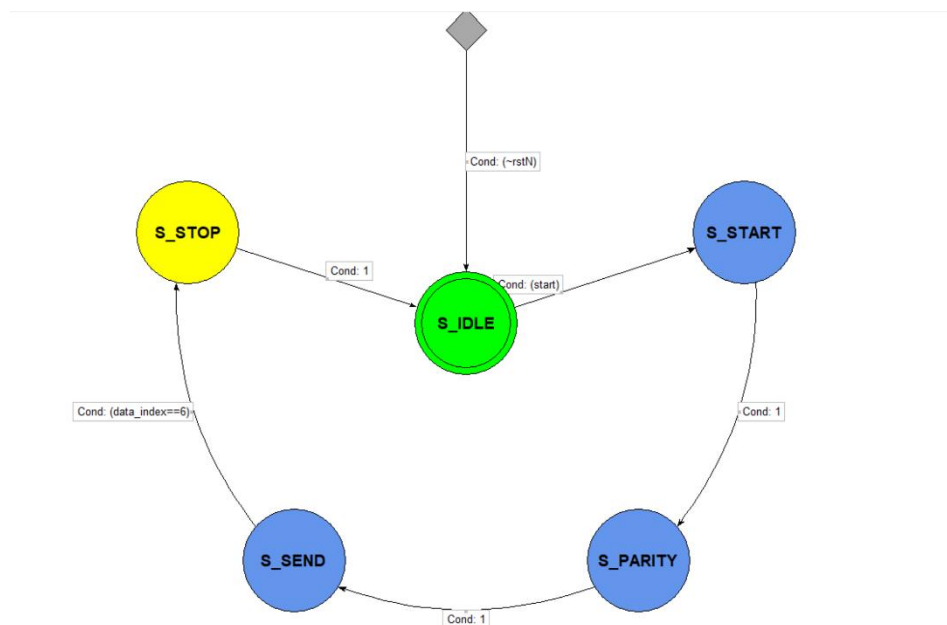 Cond: (~rstN)
S_STOP
S_START
Cond: 1
Cond: (start)
S_IDLE
Cond: (data_index==6)
Cond: 1
S_SEND
S_PARITY
Cond: 1